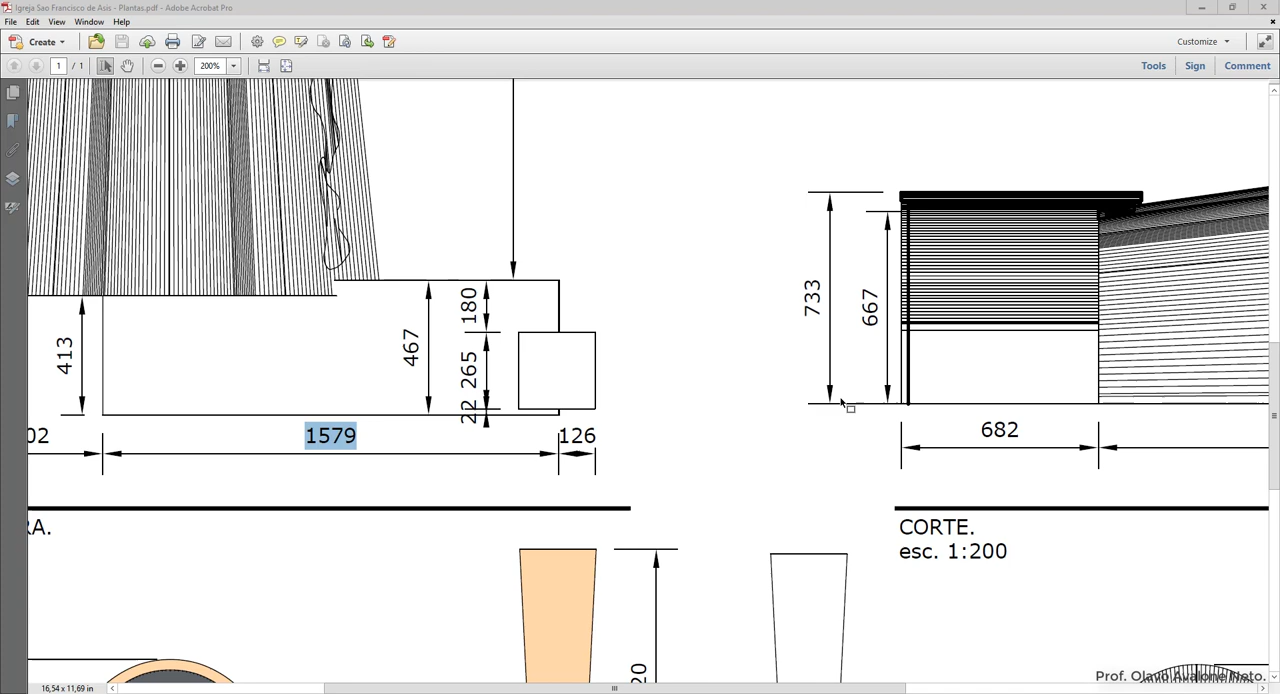 Igreja Sao Francisco de Asis - Plantas.pdf - Adobe Acrobat Pro
File Edit View Window Help
Create
Customize
1 / 1
200%
Tools Sign Comment
413
467
180
265
22
733
667
02
1579
126
682
RA.
CORTE.
esc. 1:200
20
Prof. Olavo Avalone Neto.
16,54 x 11,69 in